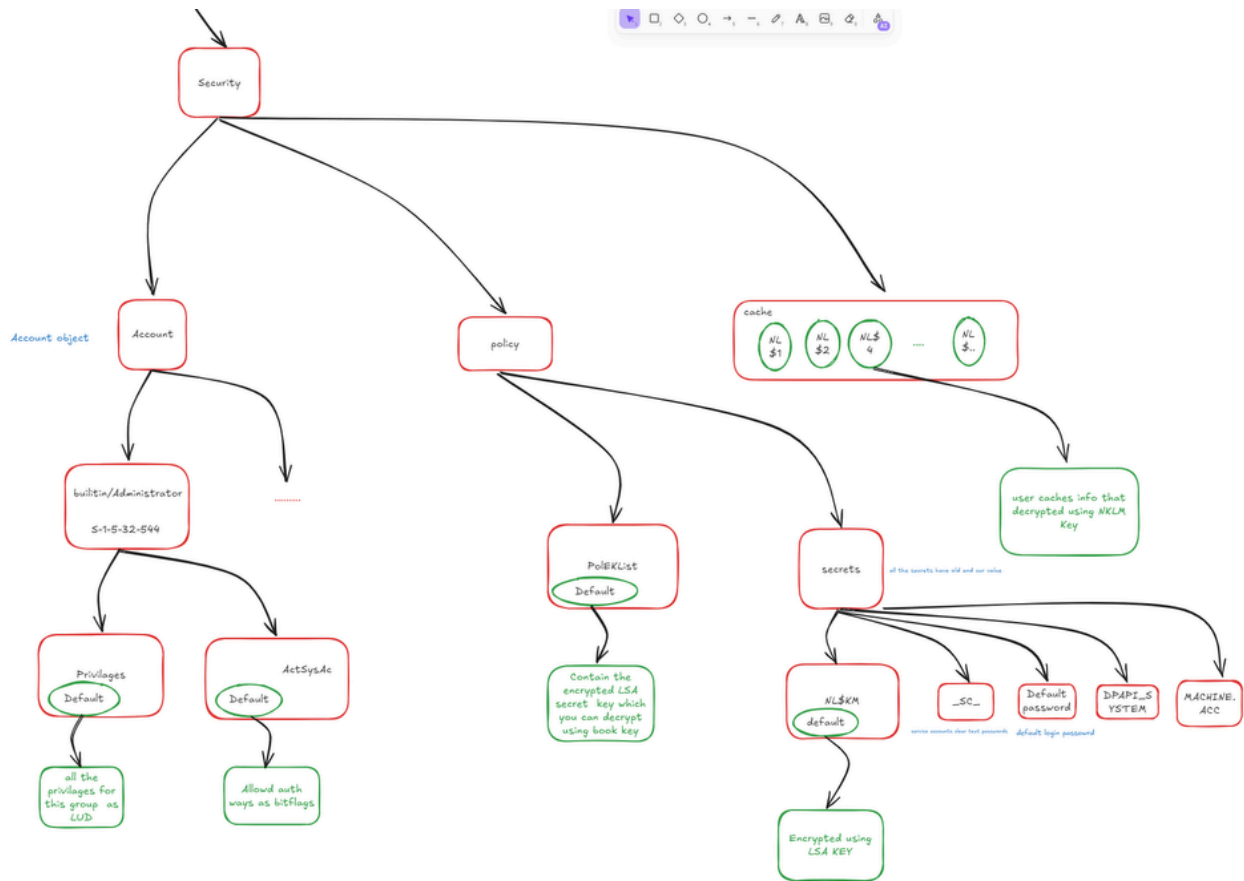 AI
Security
Account object
Account
policy
cache
NL
$1
NL
$2
NL$
4
....
NL
$..
builitin/Administrator
S-1-5-32-544
.........
user caches info that
decrypted using NKLM
Key
PolEKList
Default
secrets
all the secrets have old and cur value
Privilages
Default
ActSysAc
Default
Contain the
encrypted LSA
secret key which
you can decrypt
using book key
NL$KM
default
_SC_
Default
password
DPAPI_S
YSTEM
MACHINE.
ACC
service accounts clear text passwords
default login passowrd
all the
privilages for
this group as
LUD
Allowd auth
ways as bitflags
Encrypted using
LSA KEY